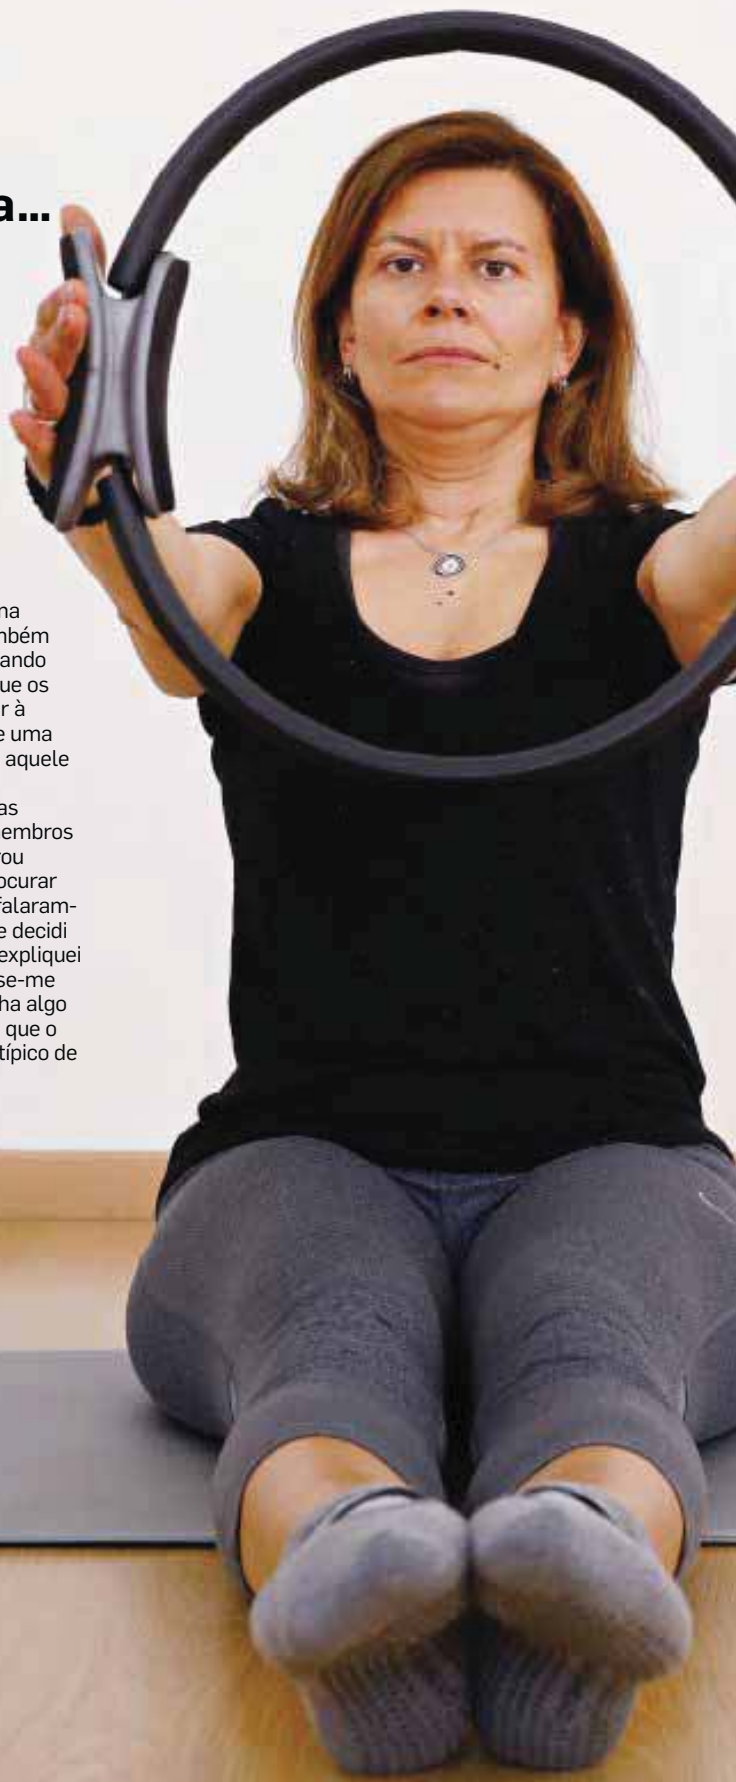 a...
na
mbém
ando
ue os
r à
e uma
aquele
as
embros
ou
ocurar
falaram-
e decidi
expliquei
se-me
ha algo
que o
típico de